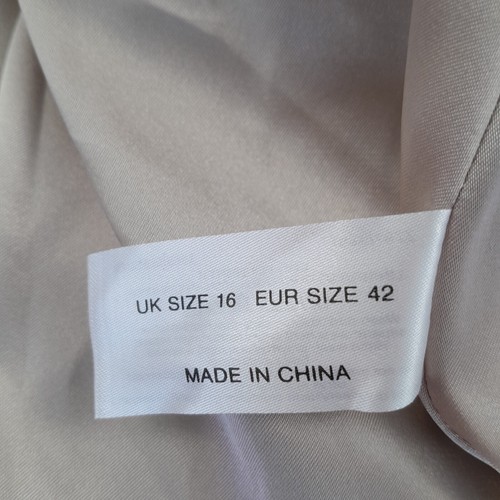 UK SIZE 16 EUR SIZE 42
MADE IN CHINA